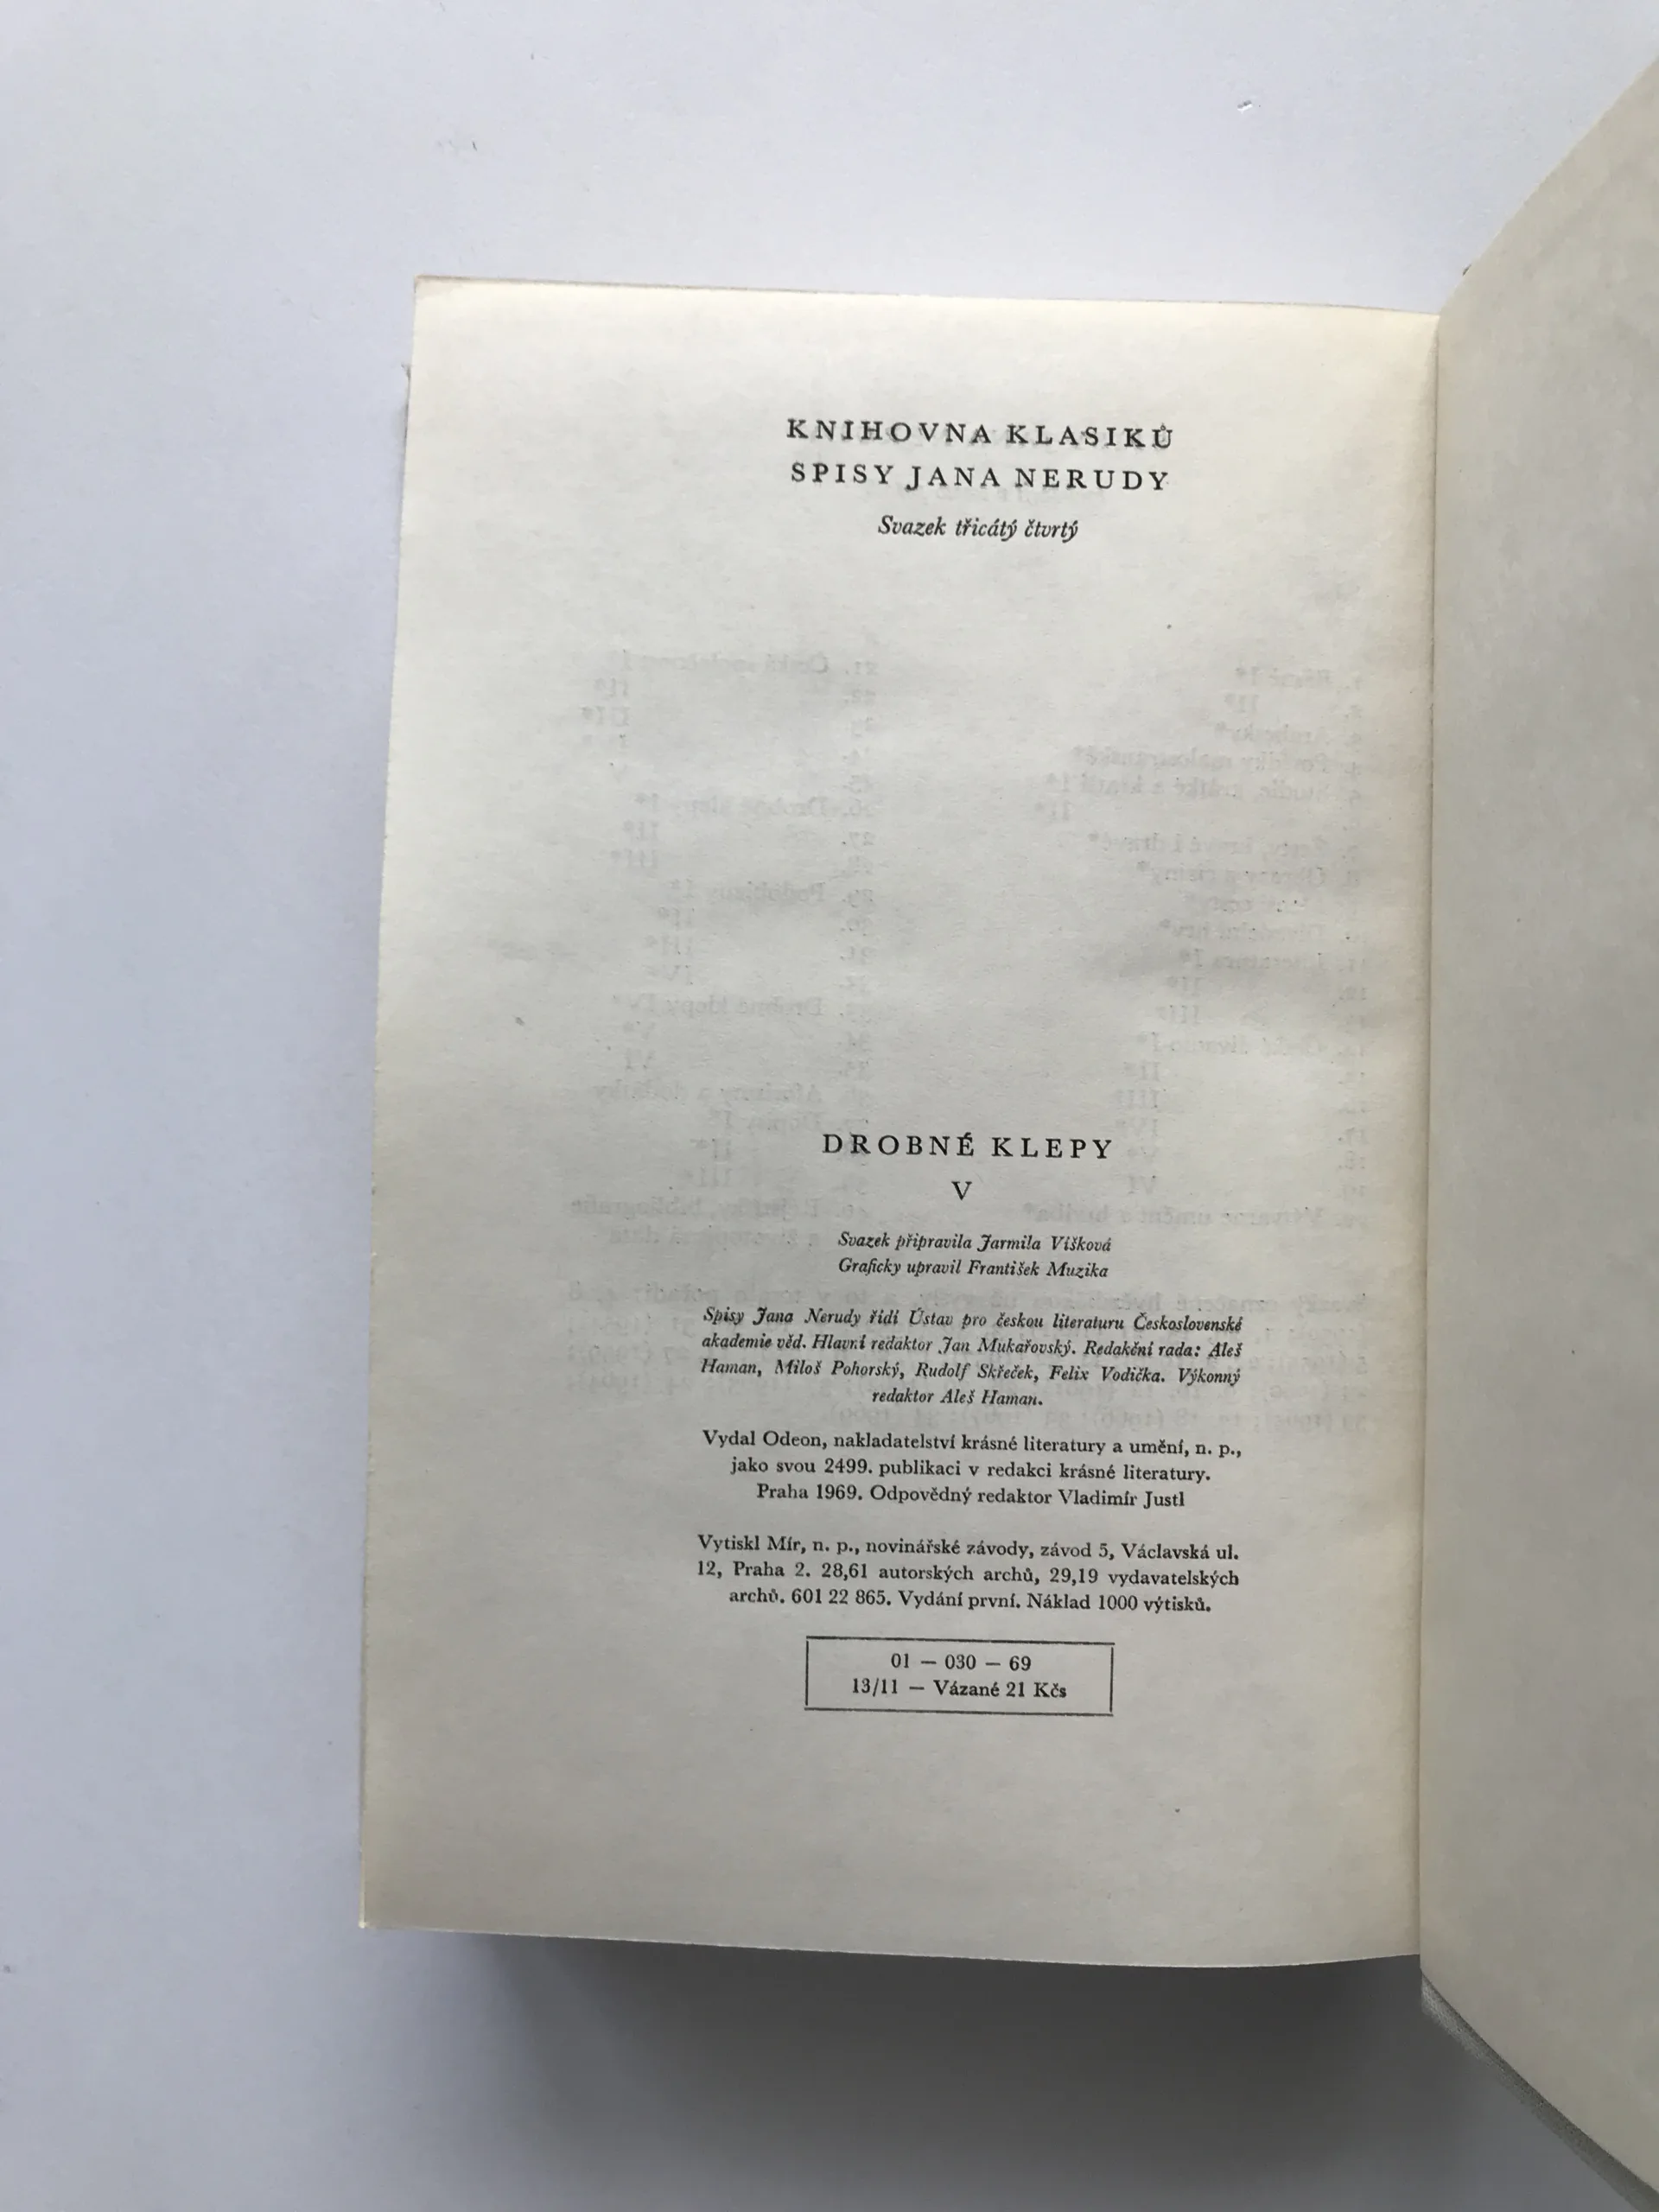 KNIHOVNA KLASIKŮ
SPISY JANA NERUDY
Svazek třicátý čtvrtý
DROBNÉ KLEPY
V
Svazek připravila Jarmila Víšková
Graficky upravil František Muzika
Spisy Jana Nerudy řídí Ústav pro českou literaturu Československé
akademie věd. Hlavní redaktor Jan Mukařovský. Redakční rada: Aleš
Haman, Miloš Pohorský, Rudolf Skřeček, Felix Vodička. Výkonný
redaktor Aleš Haman.
Vydal Odeon, nakladatelství krásné literatury a umění, n. p.,
jako svou 2499. publikaci v redakci krásné literatury.
Praha 1969. Odpovědný redaktor Vladimír Justl
Vytiskl Mír, n. p., novinářské závody, závod 5, Václavská ul.
12, Praha 2. 28,61 autorských archů, 29,19 vydavatelských
archů. 601 22 865. Vydání první. Náklad 1000 výtisků.
01 — 030 — 69
13/11 — Vázané 21 Kčs